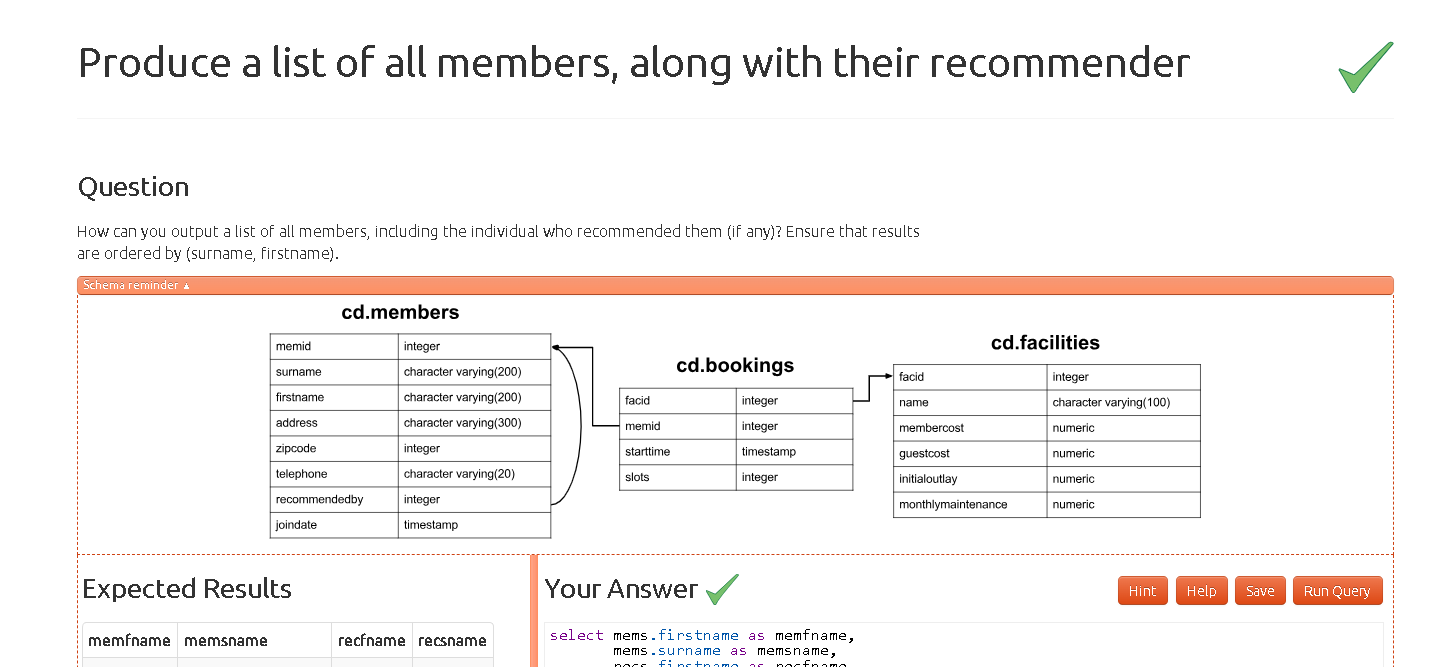 Produce a list of all members, along with their recommender
Question
How can you output a list of all members, including the individual who recommended them (if any)? Ensure that results
are ordered by (surname, firstname).
Schema reminder ▲
cd.members
memid integer
surname character varying(200)
firstname character varying(200)
address character varying(300)
zipcode integer
telephone character varying(20)
recommendedby integer
joindate timestamp
cd.bookings
facid integer
memid integer
starttime timestamp
slots integer
cd.facilities
facid integer
name character varying(100)
membercost numeric
guestcost numeric
initialoutlay numeric
monthlymaintenance numeric
Expected Results
memfname memsname recfname recsname
Your Answer
Hint Help Save Run Query
select mems.firstname as memfname,
mems.surname as memsname,
recs.firstname as recfname